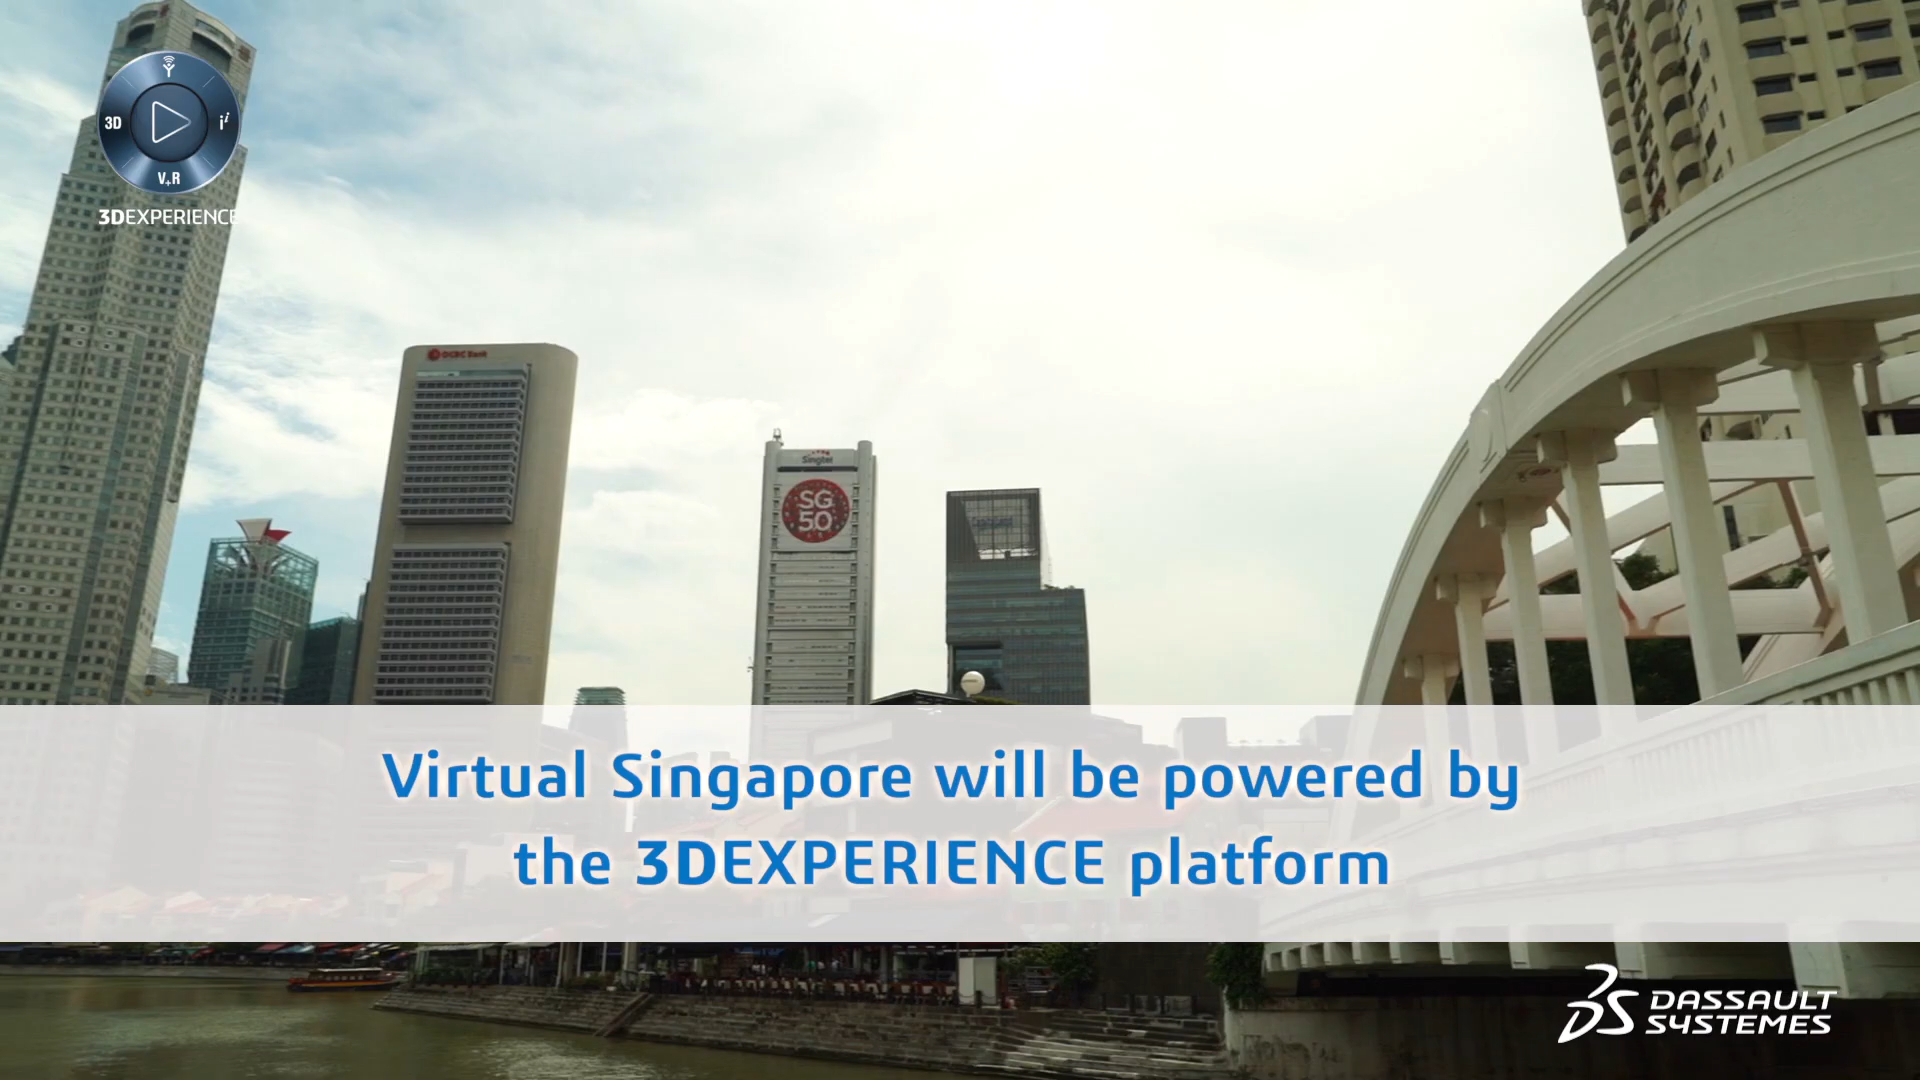 3D
i i
V+R
3DEXPERIENCE
OCBC Bank
Singtel
SG
50
Virtual Singapore will be powered by
the 3DEXPERIENCE platform
DASSAULT
SYSTEMES